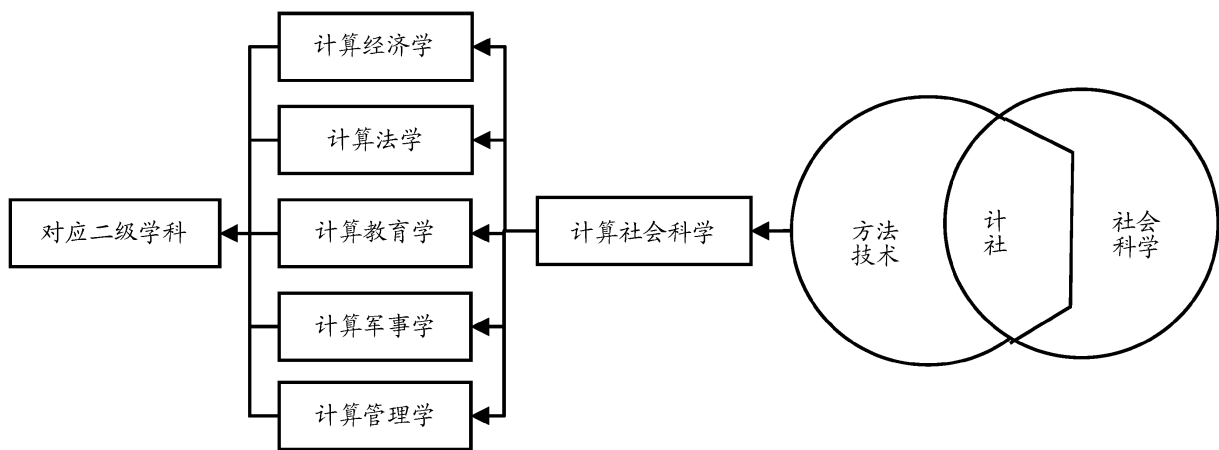 计算经济学
计算法学
对应二级学科
计算教育学
计算社会科学
方法
技术
计
社
社会
科学
计算军事学
计算管理学